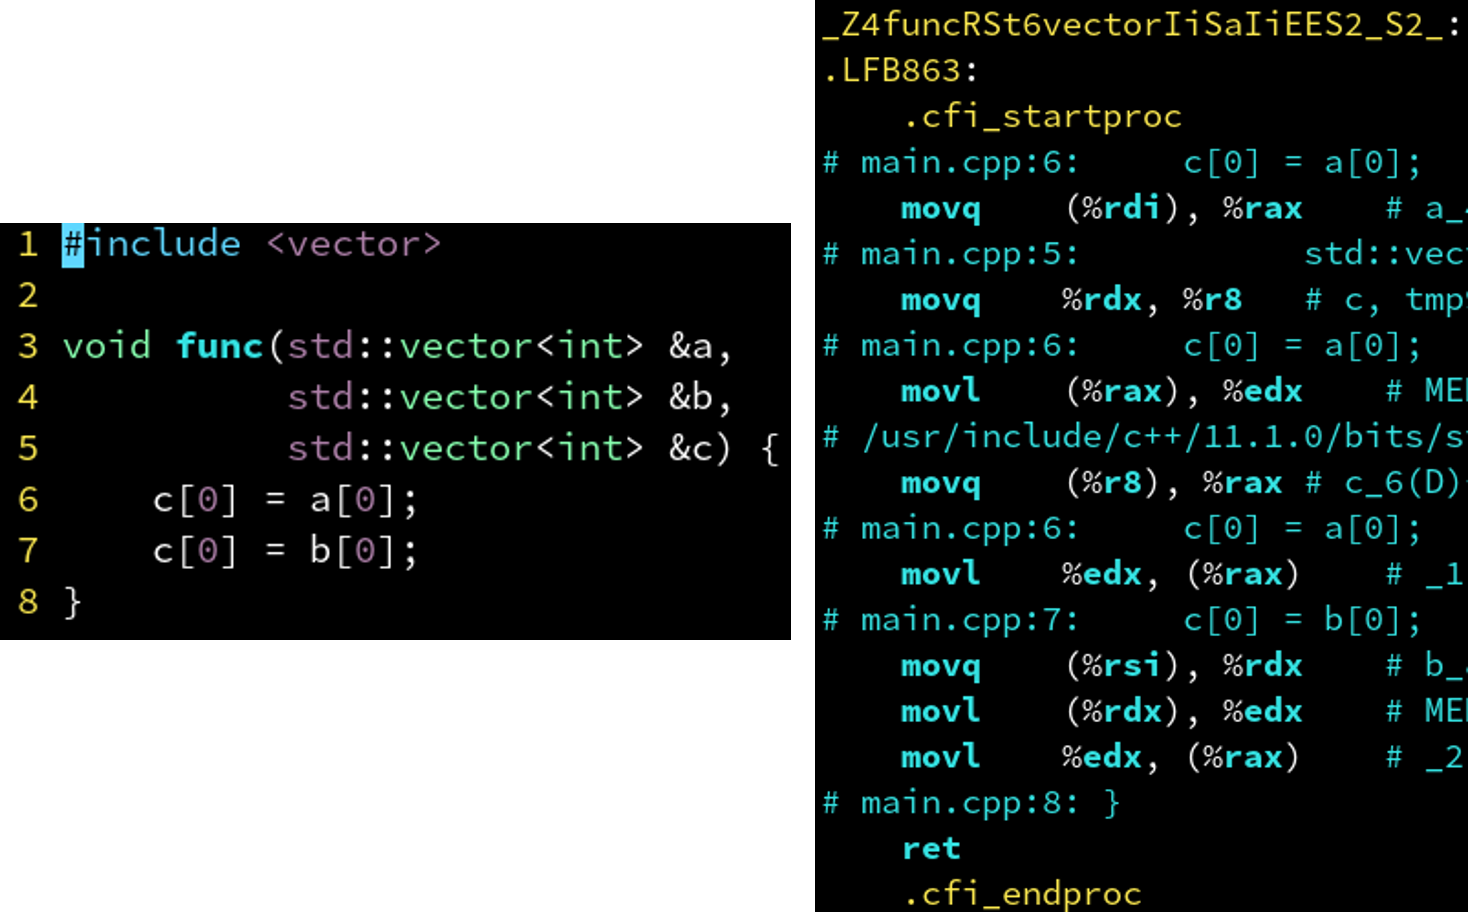 1 #include <vector>
2
3 void func(std::vector<int> &a,
4 std::vector<int> &b,
5 std::vector<int> &c) {
6 c[0] = a[0];
7 c[0] = b[0];
8 }
_Z4funcRSt6vectorIiSaIiEES2_S2_:
.LFB863:
.cfi_startproc
# main.cpp:6: c[0] = a[0];
movq (%rdi), %rax # a_
# main.cpp:5: std::vec
movq %rdx, %r8 # c, tmp
# main.cpp:6: c[0] = a[0];
movl (%rax), %edx # ME
# /usr/include/c++/11.1.0/bits/s
movq (%r8), %rax # c_6(D)
# main.cpp:6: c[0] = a[0];
movl %edx, (%rax) # _1
# main.cpp:7: c[0] = b[0];
movq (%rsi), %rdx # b_
movl (%rdx), %edx # ME
movl %edx, (%rax) # _2
# main.cpp:8: }
ret
.cfi_endproc